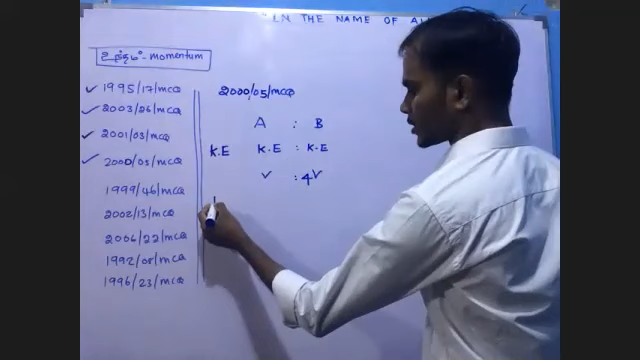 IN THE NAME OF AL
உந்தம் - momentum
1995/17/MCQ
2003/26/MCQ
2001/03/MCQ
2000/05/MCQ
1999/46/MCQ
2002/13/MCQ
2006/22/MCQ
1992/08/MCQ
1996/23/MCQ
2000/05/MCQ
A : B
K.E K.E : K.E
V : 4V